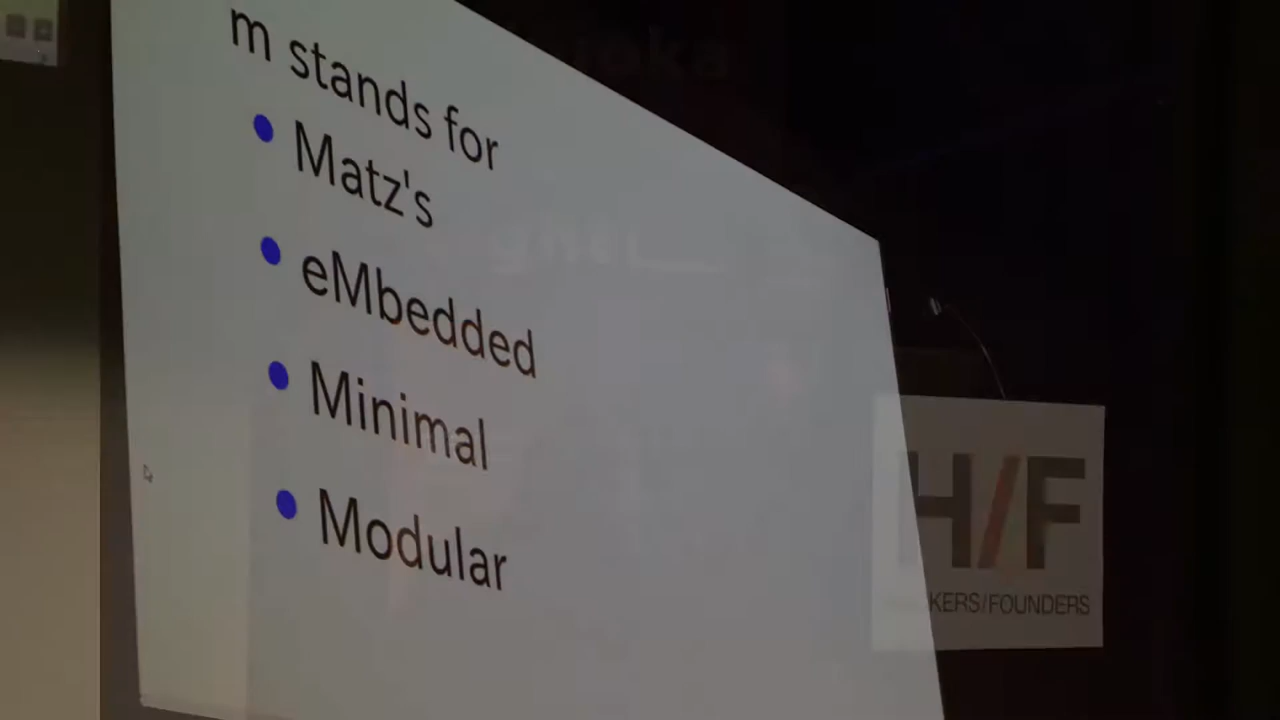 m stands for
Matz's
eMbedded
Minimal
Modular
H/F
KERS/FOUNDERS